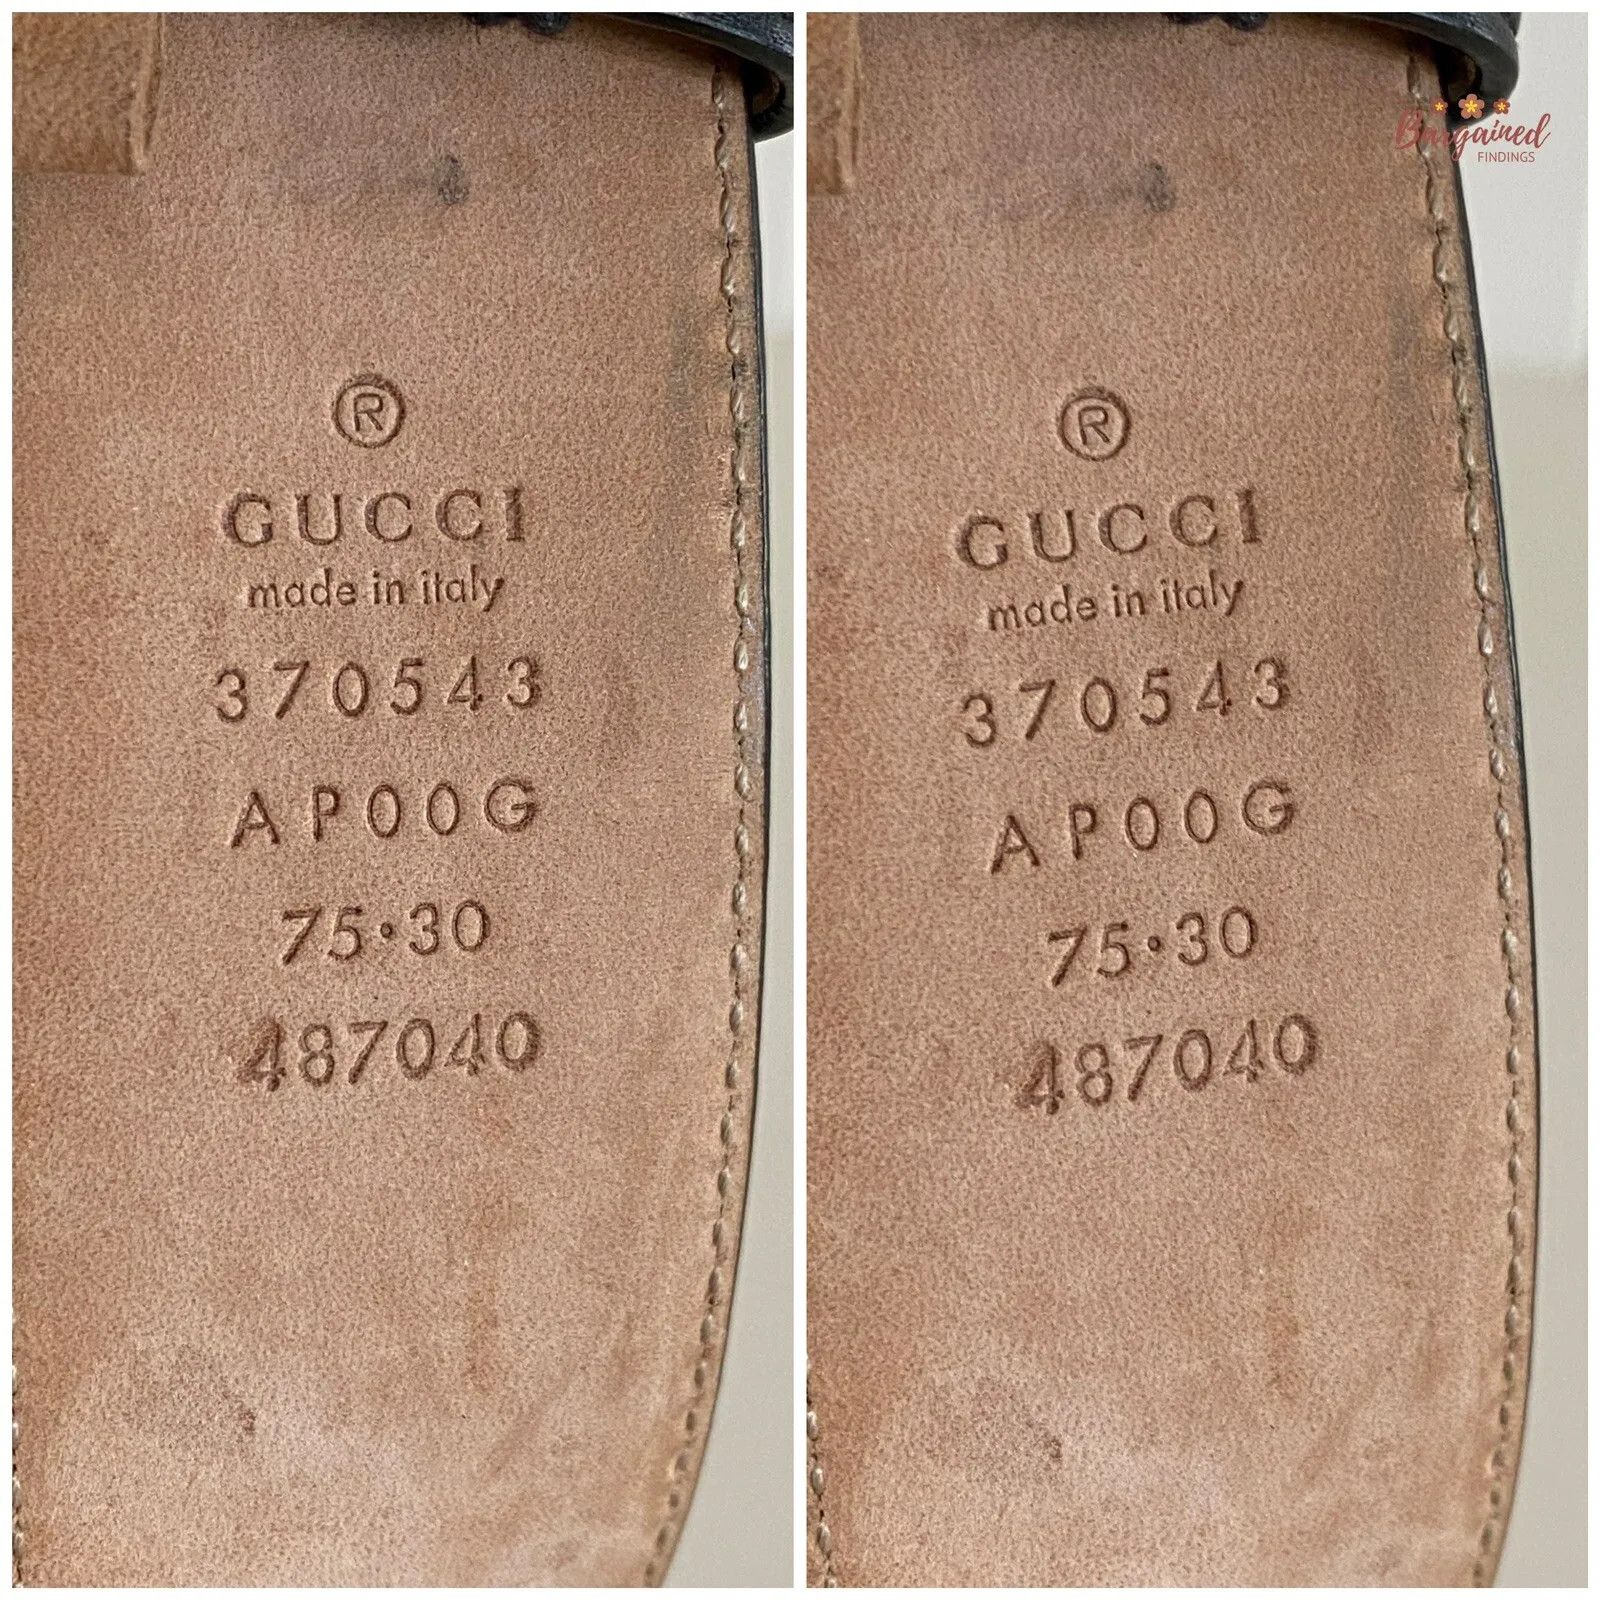 ®
GUCCI
made in italy
370543
AP00G
75·30
487040
Bargained
FINDINGS
®
GUCCI
made in italy
370543
AP00G
75·30
487040